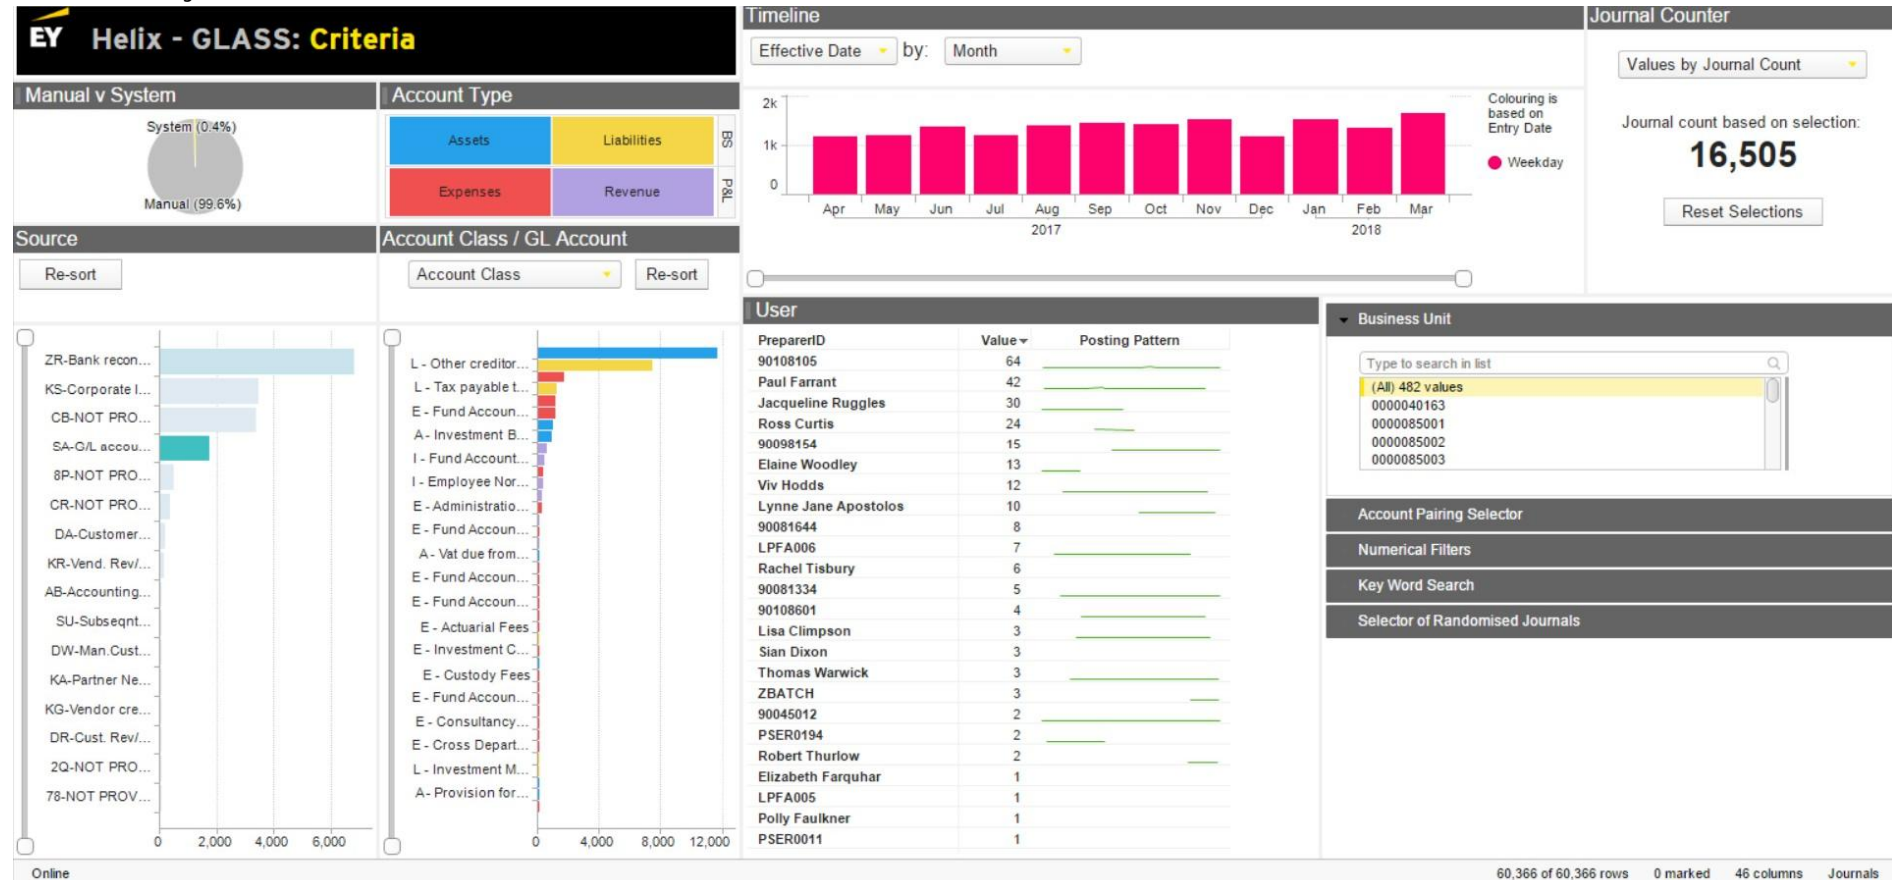 EY Helix - GLASS: Criteria
Manual v System
System (0.4%)
Manual (99.6%)
Account Type
Assets
Liabilities
BS
Expenses
Revenue
P&L
Timeline
Effective Date by: Month
2k
1k
0
Apr May Jun Jul Aug Sep Oct Nov Dec Jan Feb Mar
2017 2018
Colouring is
based on
Entry Date
Weekday
Journal Counter
Values by Journal Count
Journal count based on selection:
16,505
Reset Selections
Source
Re-sort
ZR-Bank recon...
KS-Corporate I...
CB-NOT PRO...
SA-G/L accou...
8P-NOT PRO...
CR-NOT PRO...
DA-Customer...
KR-Vend. Rev/...
AB-Accounting...
SU-Subseqnt...
DW-Man.Cust...
KA-Partner Ne...
KG-Vendor cre...
DR-Cust. Rev/...
2Q-NOT PRO...
78-NOT PROV...
0 2,000 4,000 6,000
Account Class / GL Account
Account Class
Re-sort
L - Other creditor...
L - Tax payable t...
E - Fund Accoun...
A - Investment B...
I - Fund Account...
I - Employee Nor...
E - Administratio...
E - Fund Accoun...
A - Vat due from...
E - Fund Accoun...
E - Fund Accoun...
E - Actuarial Fees
E - Investment C...
E - Custody Fees
E - Fund Accoun...
E - Consultancy...
E - Cross Depart...
L - Investment M...
A - Provision for...
0 4,000 8,000 12,000
User
PreparerID Value Posting Pattern
90108105 64
Paul Farrant 42
Jacqueline Ruggles 30
Ross Curtis 24
90098154 15
Elaine Woodley 13
Viv Hodds 12
Lynne Jane Apostolos 10
90081644 8
LPFA006 7
Rachel Tisbury 6
90081334 5
90108601 4
Lisa Climpson 3
Sian Dixon 3
Thomas Warwick 3
ZBATCH 3
90045012 2
PSER0194 2
Robert Thurlow 2
Elizabeth Farquhar 1
LPFA005 1
Polly Faulkner 1
PSER0011 1
Business Unit
Type to search in list
(All) 482 values
0000040163
0000085001
0000085002
0000085003
Account Pairing Selector
Numerical Filters
Key Word Search
Selector of Randomised Journals
Online
60,366 of 60,366 rows 0 marked 46 columns Journals